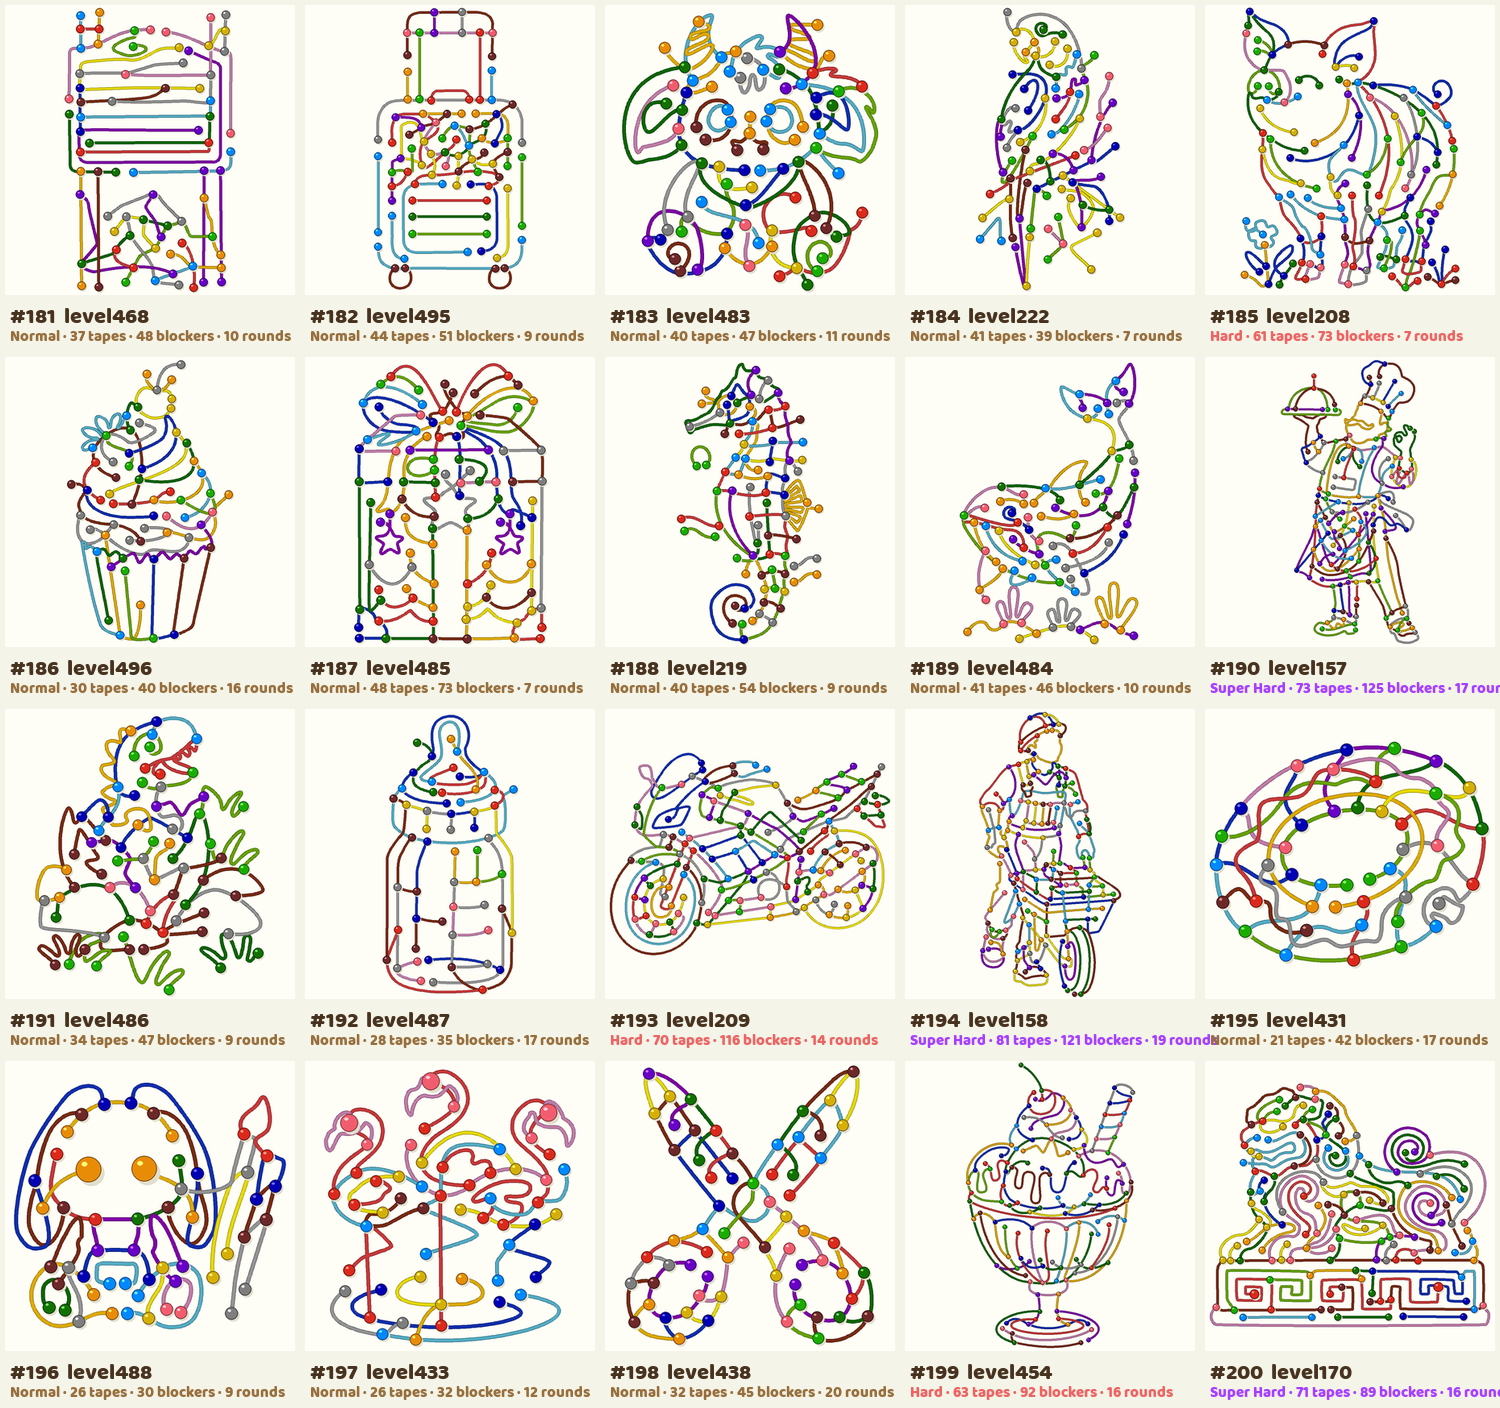 #181 level468
Normal · 37 tapes · 48 blockers · 10 rounds
#182 level495
Normal · 44 tapes · 51 blockers · 9 rounds
#183 level483
Normal · 40 tapes · 47 blockers · 11 rounds
#184 level222
Normal · 41 tapes · 39 blockers · 7 rounds
#185 level208
Hard · 61 tapes · 73 blockers · 7 rounds
#186 level496
Normal · 30 tapes · 40 blockers · 16 rounds
#187 level485
Normal · 48 tapes · 73 blockers · 7 rounds
#188 level219
Normal · 40 tapes · 54 blockers · 9 rounds
#189 level484
Normal · 41 tapes · 46 blockers · 10 rounds
#190 level157
Super Hard · 73 tapes · 125 blockers · 17 roun
#191 level486
Normal · 34 tapes · 47 blockers · 9 rounds
#192 level487
Normal · 28 tapes · 35 blockers · 17 rounds
#193 level209
Hard · 70 tapes · 116 blockers · 14 rounds
#194 level158
Super Hard · 81 tapes · 121 blockers · 19 rounds
#195 level431
Normal · 21 tapes · 42 blockers · 17 rounds
#196 level488
Normal · 26 tapes · 30 blockers · 9 rounds
#197 level433
Normal · 26 tapes · 32 blockers · 12 rounds
#198 level438
Normal · 32 tapes · 45 blockers · 20 rounds
#199 level454
Hard · 63 tapes · 92 blockers · 16 rounds
#200 level170
Super Hard · 71 tapes · 89 blockers · 16 roun